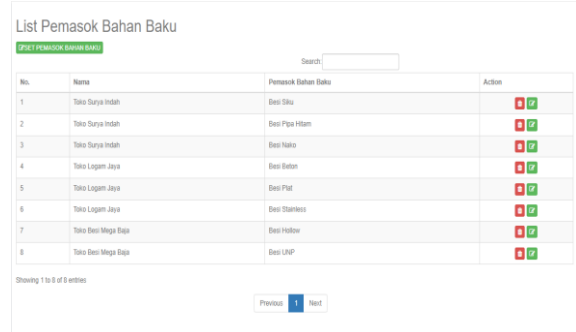 List Pemasok Bahan Baku
SET PEMASOK BAHAN BAKU
Search:
No. Nama Pemasok Bahan Baku Action
1 Toko Surya Indah Besi Siku
2 Toko Surya Indah Besi Pipa Hitam
3 Toko Surya Indah Besi Nako
4 Toko Logam Jaya Besi Beton
5 Toko Logam Jaya Besi Plat
6 Toko Logam Jaya Besi Stainless
7 Toko Besi Mega Baja Besi Hollow
8 Toko Besi Mega Baja Besi UNP
Showing 1 to 8 of 8 entries
Previous 1 Next